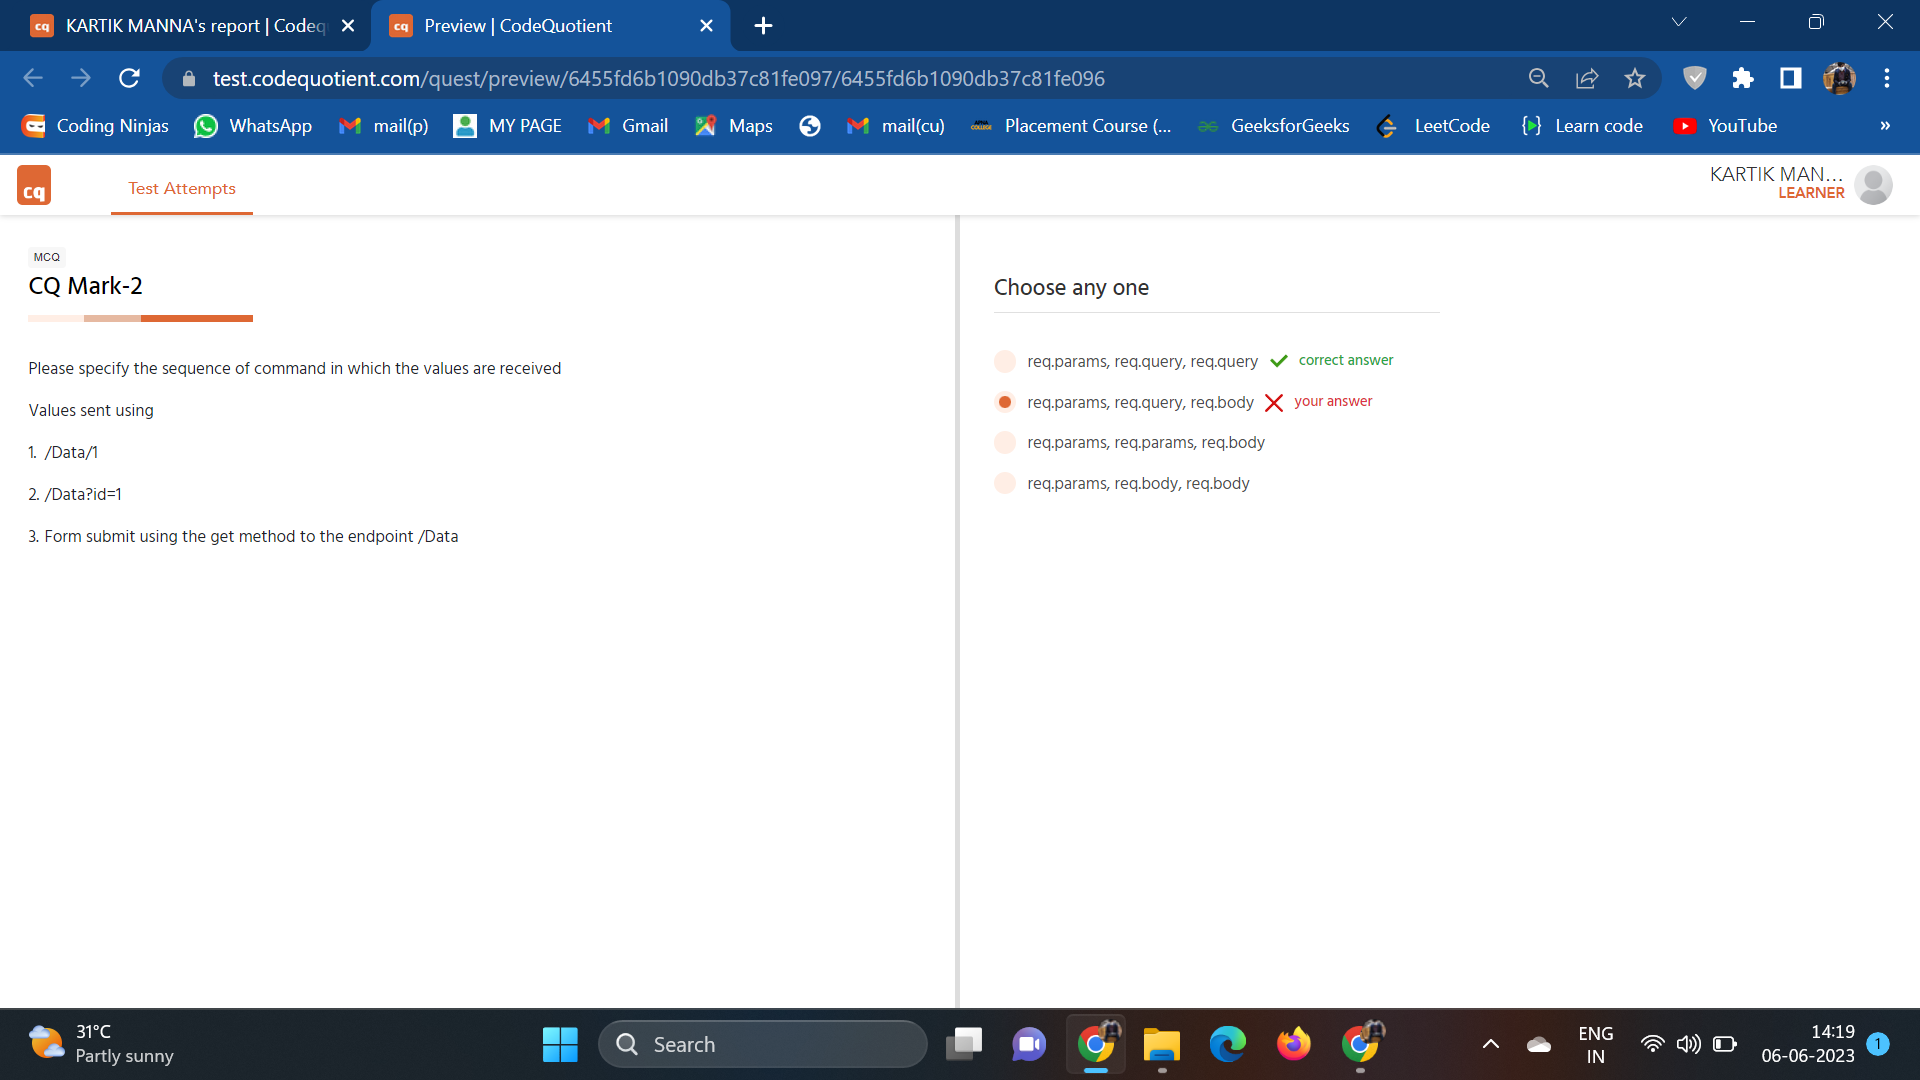 KARTIK MANNA's report | Codeq
Preview | CodeQuotient
test.codequotient.com/quest/preview/6455fd6b1090db37c81fe097/6455fd6b1090db37c81fe096
Coding Ninjas WhatsApp mail(p) MY PAGE Gmail Maps mail(cu) Placement Course (... GeeksforGeeks LeetCode Learn code YouTube »
cq
Test Attempts
KARTIK MAN...
LEARNER
MCQ
CQ Mark-2
Please specify the sequence of command in which the values are received
Values sent using
1. /Data/1
2. /Data?id=1
3. Form submit using the get method to the endpoint /Data
Choose any one
req.params, req.query, req.query correct answer
req.params, req.query, req.body your answer
req.params, req.params, req.body
req.params, req.body, req.body
31°C
Partly sunny
Search
ENG
IN
14:19
06-06-2023
1